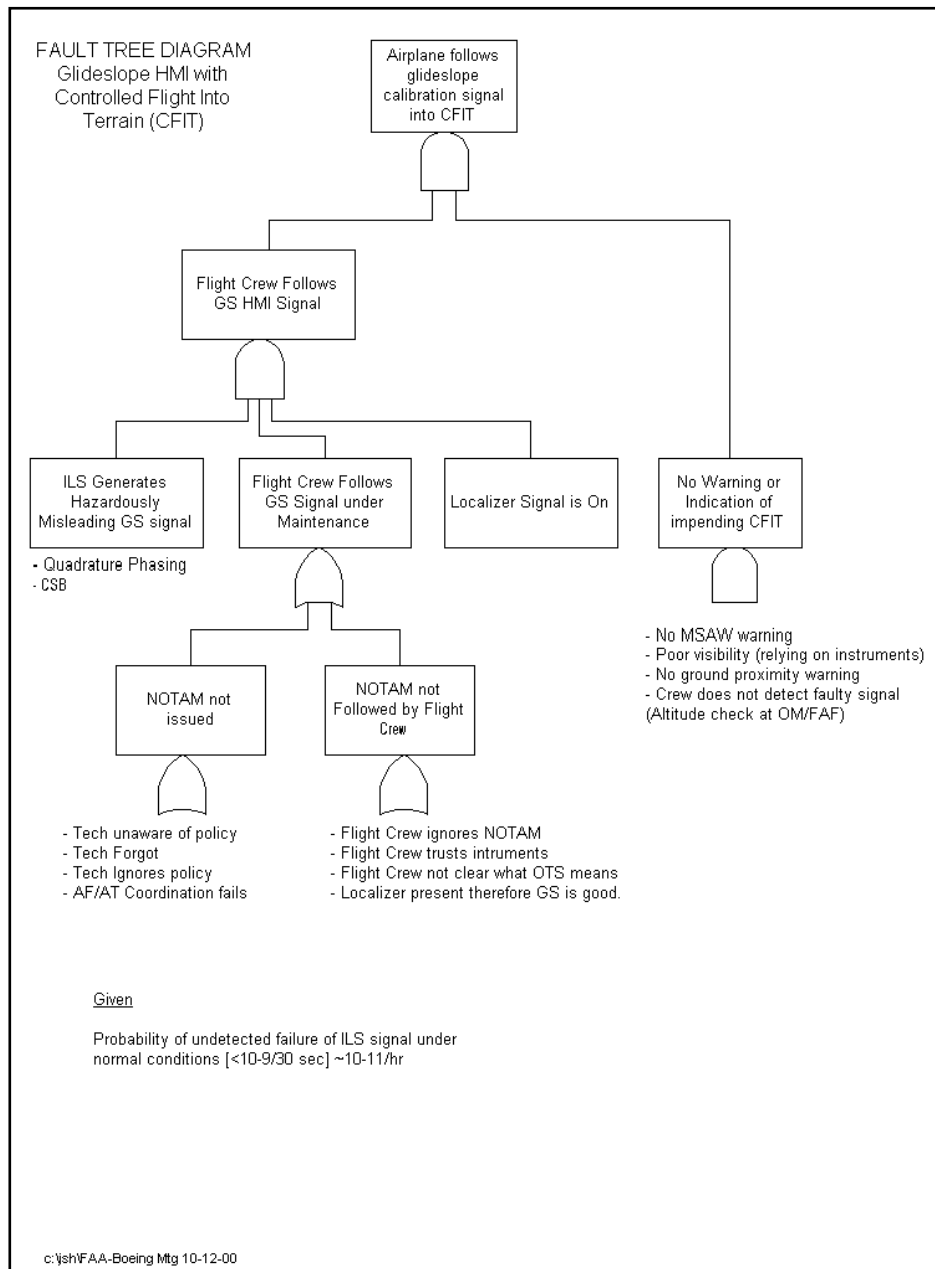 FAULT TREE DIAGRAM
Glideslope HMI with
Controlled Flight Into
Terrain (CFIT)
Airplane follows
glideslope
calibration signal
into CFIT
Flight Crew Follows
GS HMI Signal
ILS Generates
Hazardously
Misleading GS signal
Flight Crew Follows
GS Signal under
Maintenance
Localizer Signal is On
No Warning or
Indication of
impending CFIT
- Quadrature Phasing
- CSB
- No MSAW warning
- Poor visibility (relying on instruments)
- No ground proximity warning
- Crew does not detect faulty signal
(Altitude check at OM/FAF)
NOTAM not
issued
NOTAM not
Followed by Flight
Crew
- Tech unaware of policy
- Tech Forgot
- Tech Ignores policy
- AF/AT Coordination fails
- Flight Crew ignores NOTAM
- Flight Crew trusts intruments
- Flight Crew not clear what OTS means
- Localizer present therefore GS is good.
Given
Probability of undetected failure of ILS signal under
normal conditions [<10-9/30 sec] ~10-11/hr
c:\jsh\FAA-Boeing Mtg 10-12-00